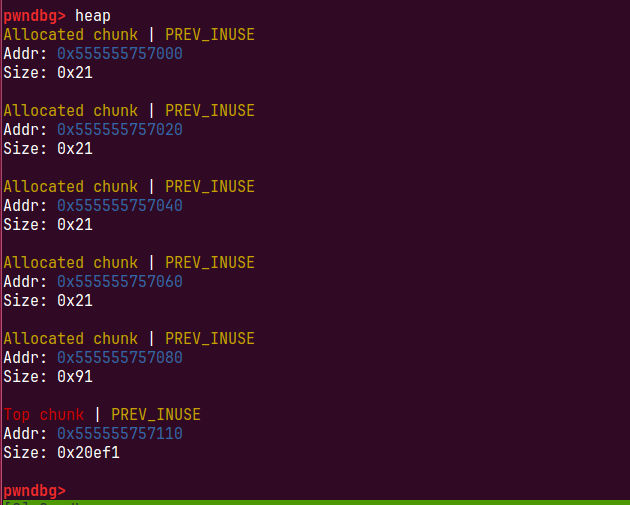 pwndbg> heap
Allocated chunk | PREV_INUSE
Addr: 0x555555757000
Size: 0x21
Allocated chunk | PREV_INUSE
Addr: 0x555555757020
Size: 0x21
Allocated chunk | PREV_INUSE
Addr: 0x555555757040
Size: 0x21
Allocated chunk | PREV_INUSE
Addr: 0x555555757060
Size: 0x21
Allocated chunk | PREV_INUSE
Addr: 0x555555757080
Size: 0x91
Top chunk | PREV_INUSE
Addr: 0x555555757110
Size: 0x20ef1
pwndbg>